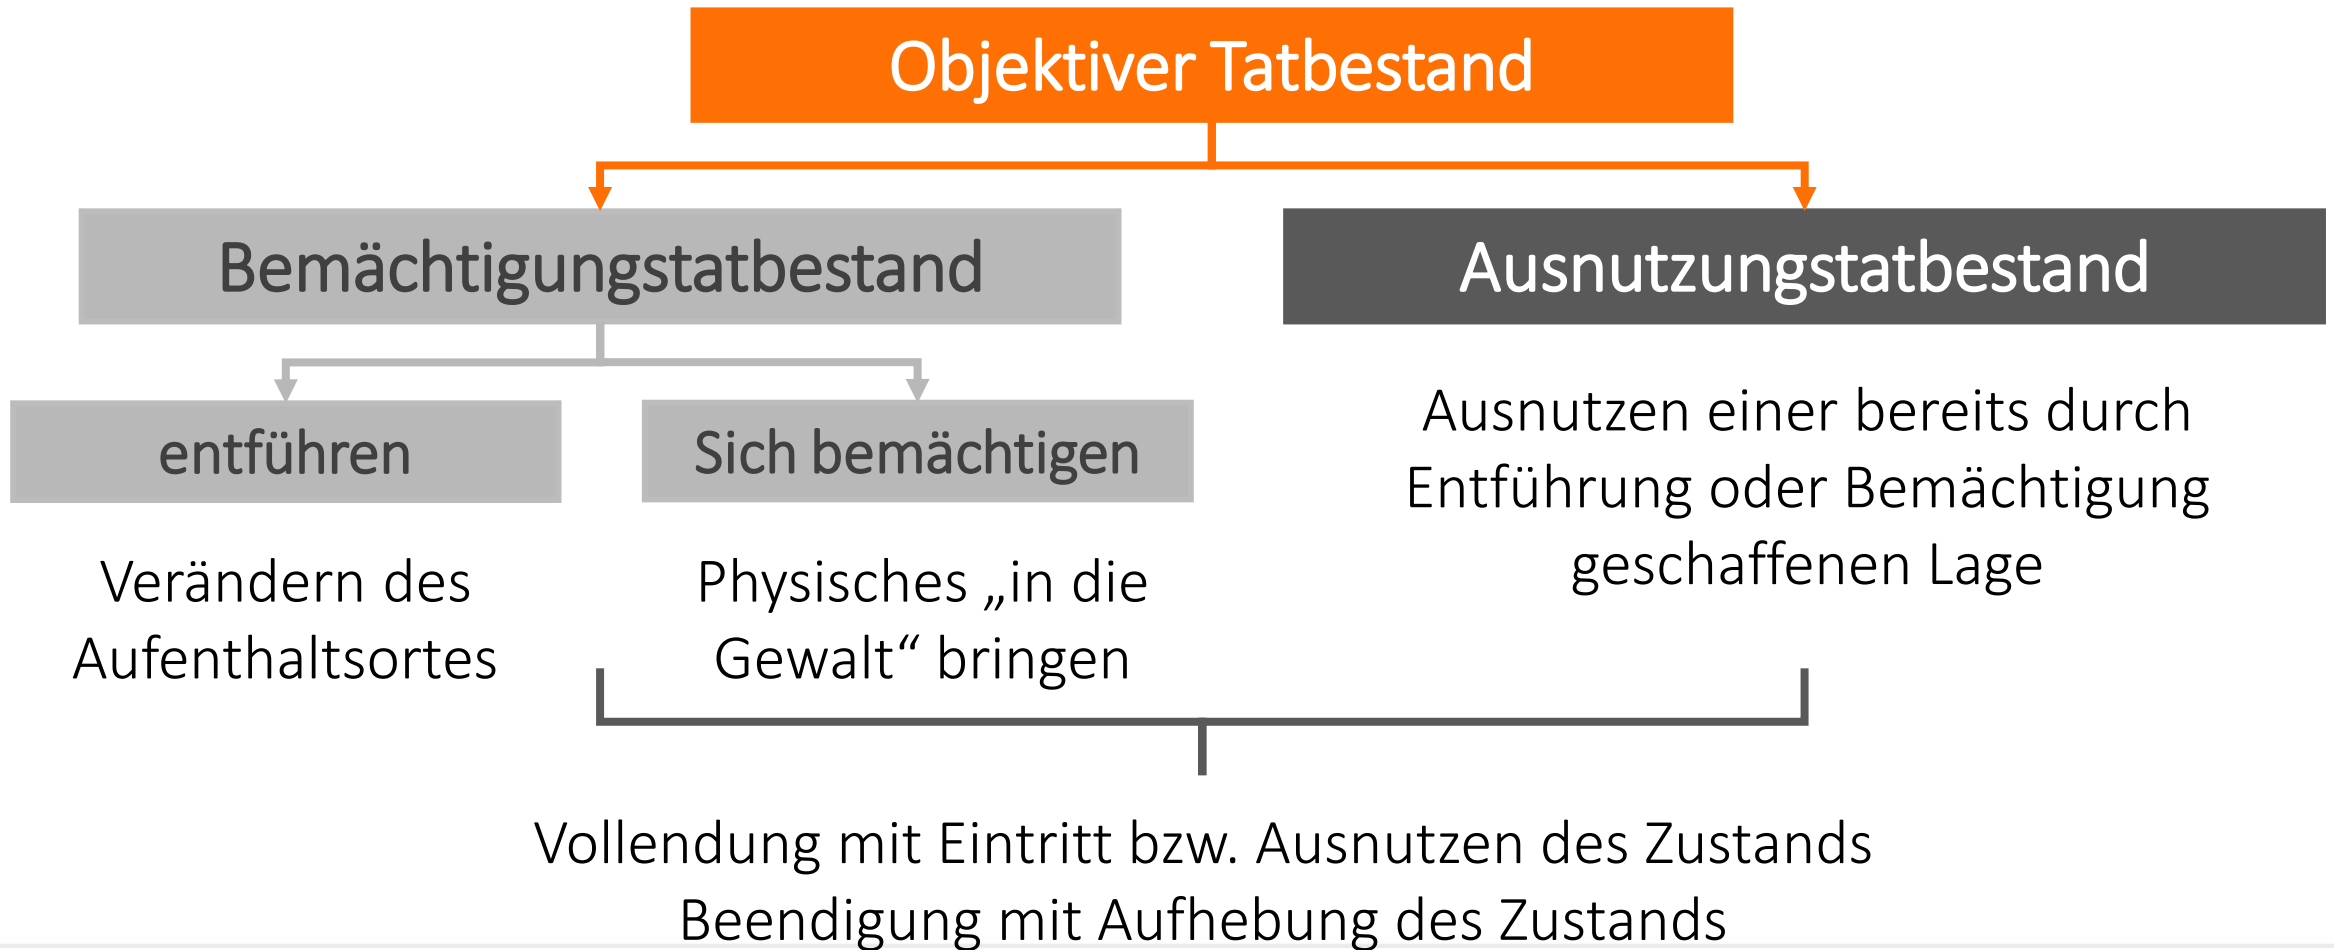 Objektiver Tatbestand
Bemächtigungstatbestand
Ausnutzungstatbestand
entführen
Sich bemächtigen
Verändern des
Aufenthaltsortes
Physisches „in die
Gewalt“ bringen
Ausnutzen einer bereits durch
Entführung oder Bemächtigung
geschaffenen Lage
Vollendung mit Eintritt bzw. Ausnutzen des Zustands
Beendigung mit Aufhebung des Zustands